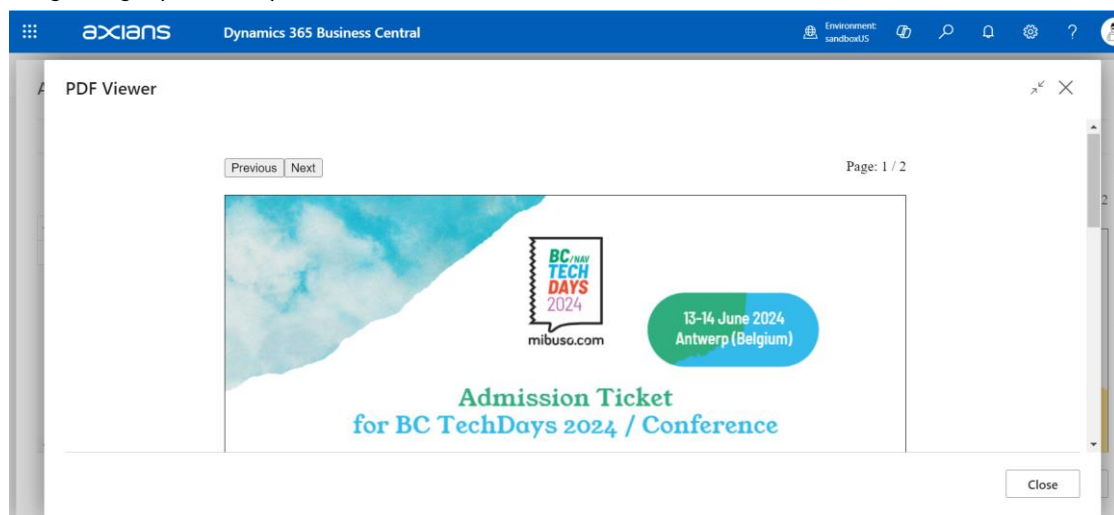 axians Dynamics 365 Business Central Environment: sandboxUS ?
PDF Viewer
Previous Next Page: 1 / 2
BC/NAV
TECH
DAYS
2024
mibuso.com
13-14 June 2024
Antwerp (Belgium)
Admission Ticket
for BC TechDays 2024 / Conference
Close